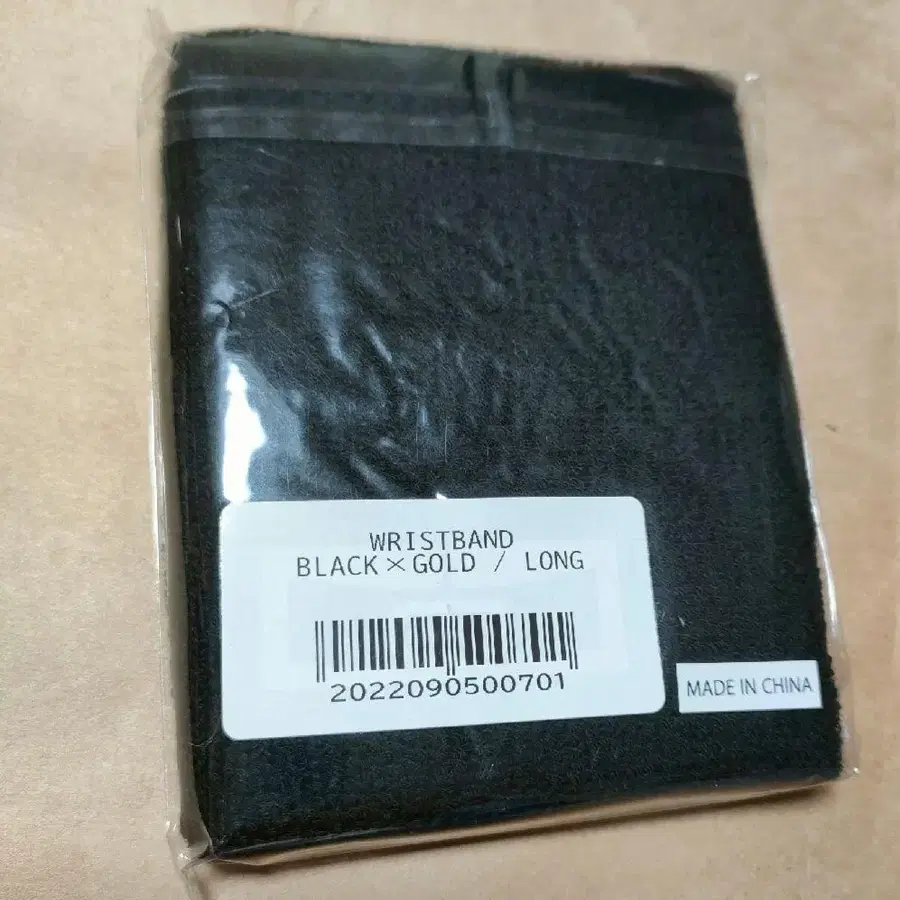 WRISTBAND
BLACK×GOLD / LONG
2022090500701
MADE IN CHINA